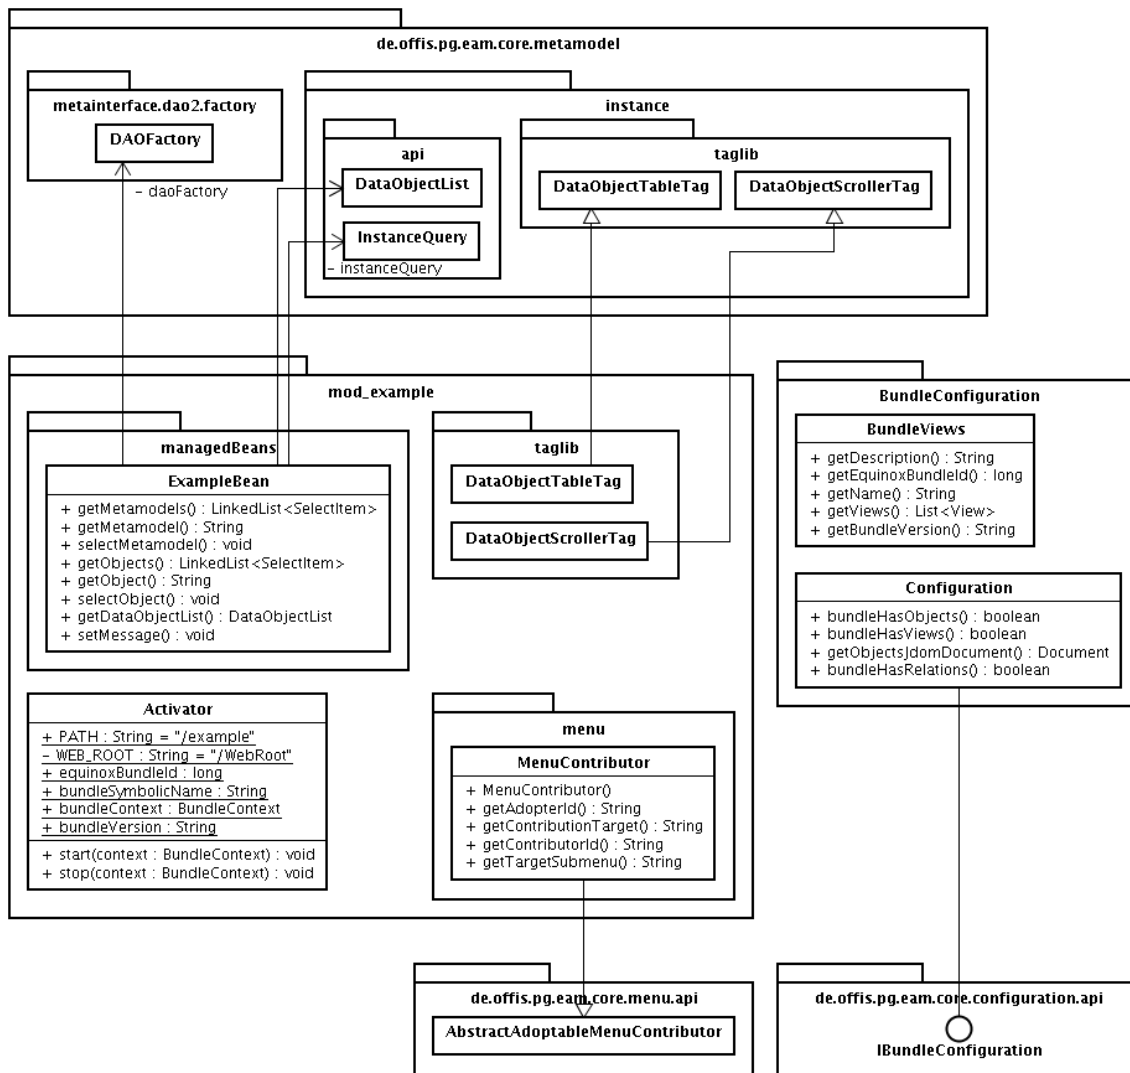 de.offis.pg.eam.core.metamodel
metainterface.dao2.factory
DAOFactory
- daoFactory
instance
api
DataObjectList
InstanceQuery
- instanceQuery
taglib
DataObjectTableTag
DataObjectScrollerTag
mod_example
managedBeans
ExampleBean
+ getMetamodels() : LinkedList<SelectItem>
+ getMetamodel() : String
+ selectMetamodel() : void
+ getObjects() : LinkedList<SelectItem>
+ getObject() : String
+ selectObject() : void
+ getDataObjectList() : DataObjectList
+ setMessage() : void
taglib
DataObjectTableTag
DataObjectScrollerTag
Activator
+ PATH : String = "/example"
- WEB_ROOT : String = "/WebRoot"
+ equinoxBundleId : long
+ bundleSymbolicName : String
+ bundleContext : BundleContext
+ bundleVersion : String
+ start(context : BundleContext) : void
+ stop(context : BundleContext) : void
menu
MenuContributor
+ MenuContributor()
+ getAdopterId() : String
+ getContributionTarget() : String
+ getContributorId() : String
+ getTargetSubmenu() : String
BundleConfiguration
BundleViews
+ getDescription() : String
+ getEquinoxBundleId() : long
+ getName() : String
+ getViews() : List<View>
+ getBundleVersion() : String
Configuration
+ bundleHasObjects() : boolean
+ bundleHasViews() : boolean
+ getObjectsJdomDocument() : Document
+ bundleHasRelations() : boolean
de.offis.pg.eam.core.menu.api
AbstractAdoptableMenuContributor
de.offis.pg.eam.core.configuration.api
IBundleConfiguration